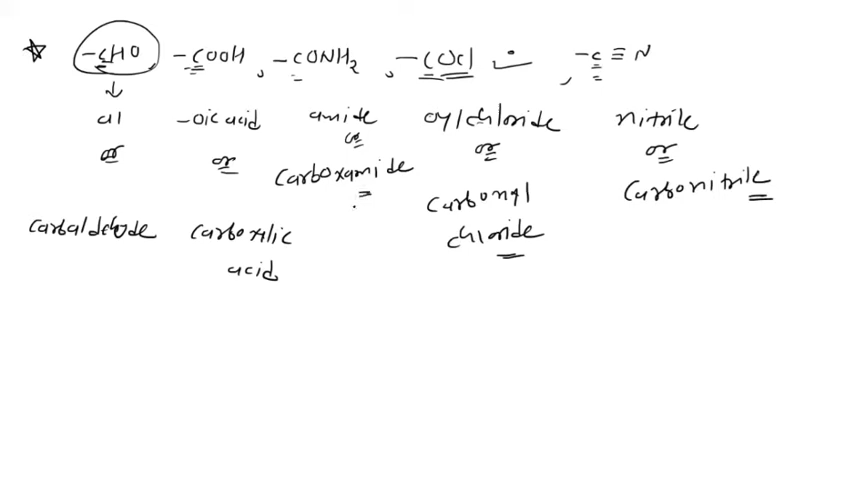 ☆ -CHO -COOH, -CONH2, -COCl, -C≡N
↓
al -oic acid amide oylchloride nitrile
or or or or or
carboxamide carbonyl carbonitrile
carbaldehyde carboxylic chloride
acid